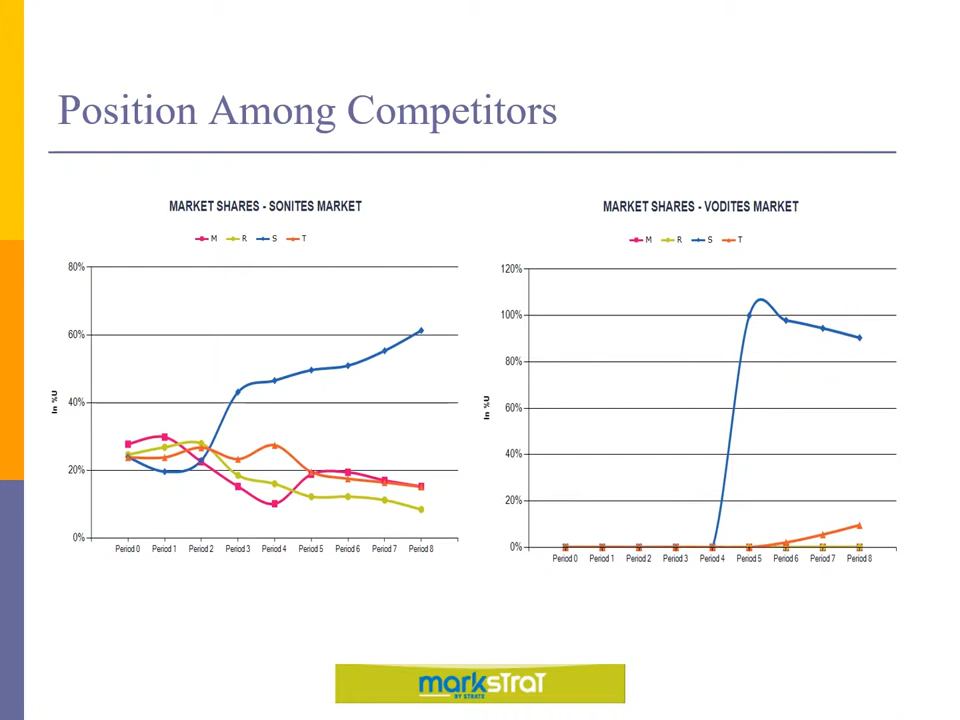 Position Among Competitors
MARKET SHARES - SONITES MARKET
M R S T
80%
60%
40%
20%
0%
In %U
Period 0 Period 1 Period 2 Period 3 Period 4 Period 5 Period 6 Period 7 Period 8
MARKET SHARES - VODITES MARKET
M R S T
120%
100%
80%
60%
40%
20%
0%
In %U
Period 0 Period 1 Period 2 Period 3 Period 4 Period 5 Period 6 Period 7 Period 8
markstrat
BY STRATX